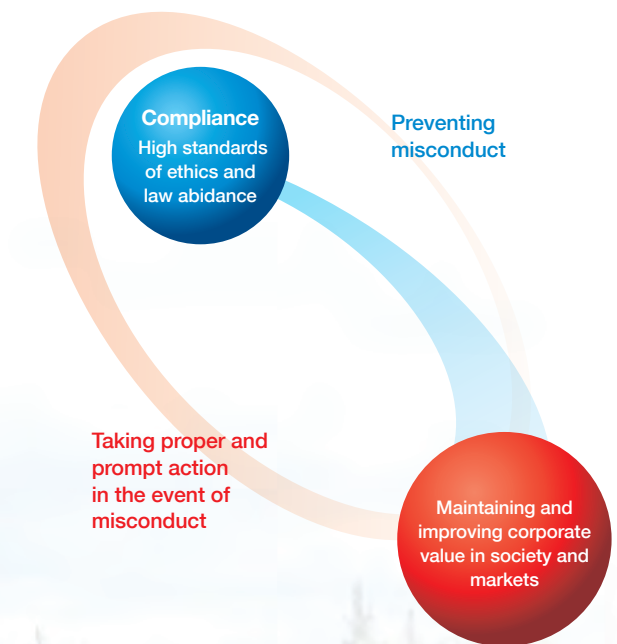 Compliance
High standards
of ethics and
law abidance
Preventing
misconduct
Taking proper and
prompt action
in the event of
misconduct
Maintaining and
improving corporate
value in society and
markets